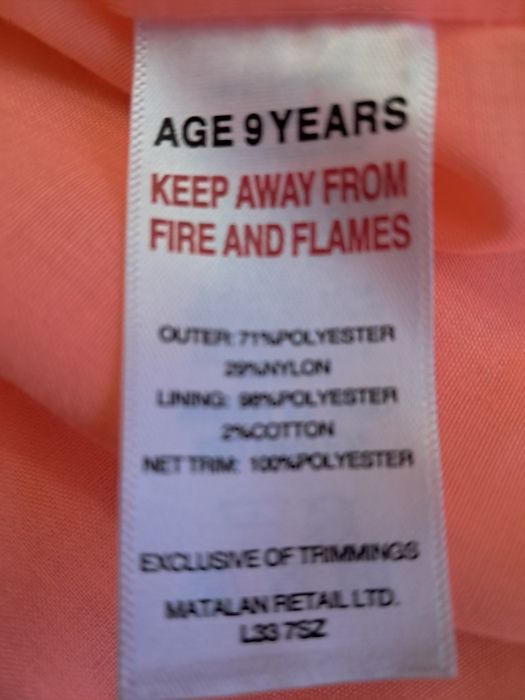 AGE 9 YEARS
KEEP AWAY FROM
FIRE AND FLAMES
OUTER: 71%POLYESTER
29%NYLON
LINING: 98%POLYESTER
2%COTTON
NET TRIM: 100%POLYESTER
EXCLUSIVE OF TRIMMINGS
MATALAN RETAIL LTD.
L33 7SZ